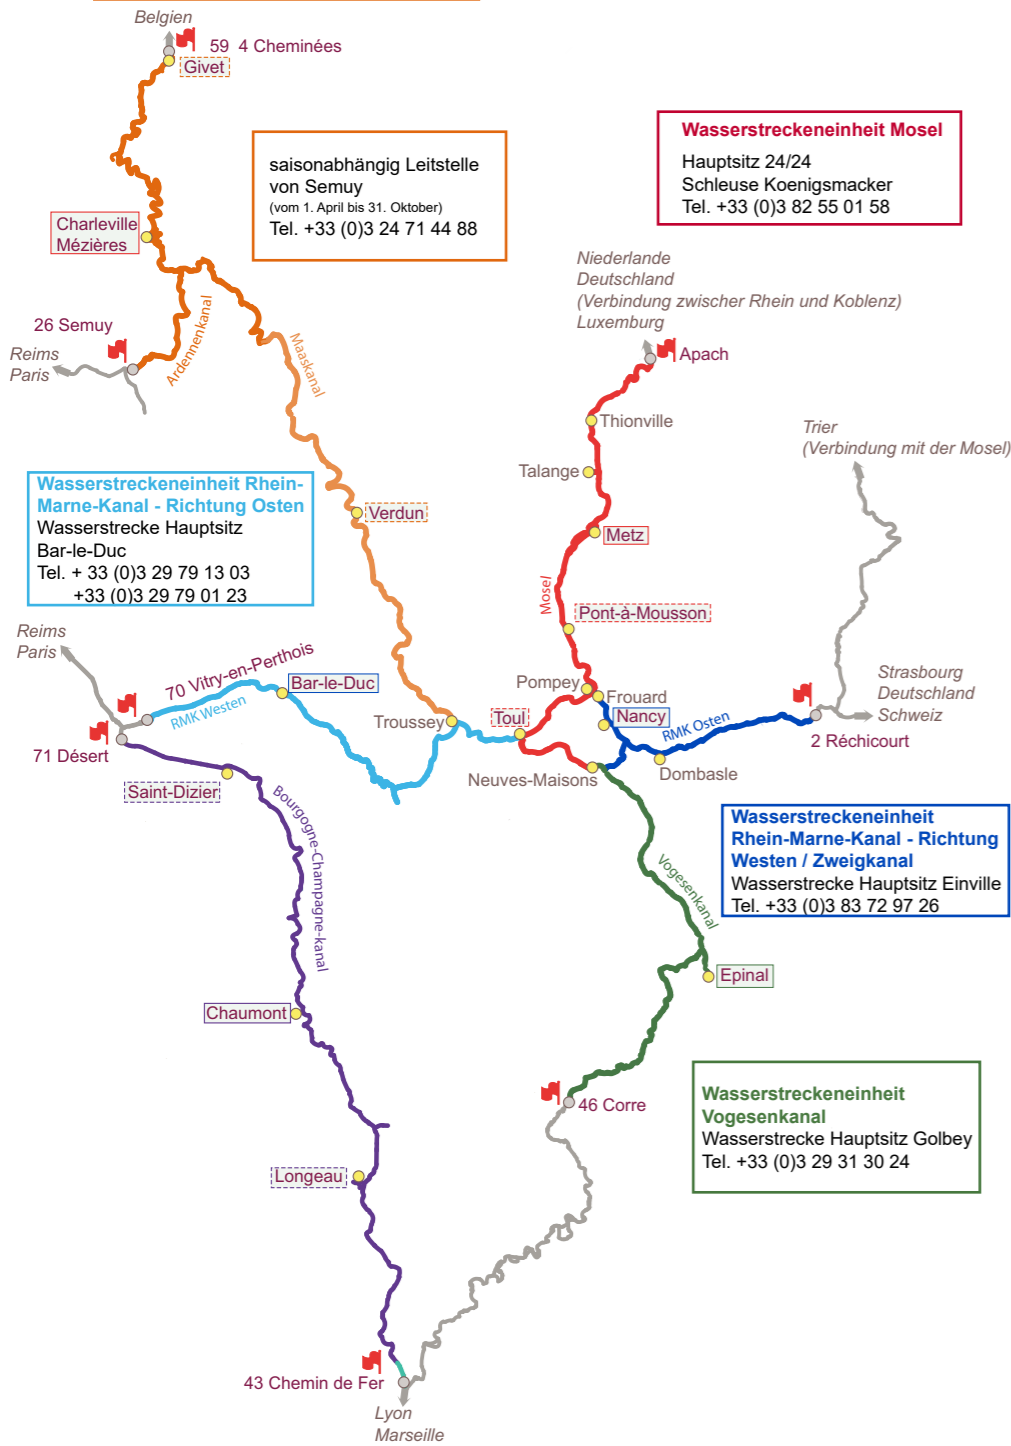 Belgien
59 4 Cheminées
Givet
saisonabhängig Leitstelle
von Semuy
(vom 1. April bis 31. Oktober)
Tel. +33 (0)3 24 71 44 88
Wasserstreckeneinheit Mosel
Hauptsitz 24/24
Schleuse Koenigsmacker
Tel. +33 (0)3 82 55 01 58
Charleville
Mézières
Niederlande
Deutschland
(Verbindung zwischer Rhein und Koblenz)
Luxemburg
26 Semuy
Reims
Paris
Ardennenkanal
Maaskanal
Apach
Thionville
Talange
Trier
(Verbindung mit der Mosel)
Wasserstreckeneinheit Rhein-
Marne-Kanal - Richtung Osten
Wasserstrecke Hauptsitz
Bar-le-Duc
Tel. + 33 (0)3 29 79 13 03
+33 (0)3 29 79 01 23
Verdun
Metz
Mosel
Pont-à-Mousson
Reims
Paris
70 Vitry-en-Perthois
RMK Westen
Bar-le-Duc
Pompey
Frouard
Strasbourg
Deutschland
Schweiz
Troussey
Toul
Nancy
RMK Osten
2 Réchicourt
71 Désert
Saint-Dizier
Neuves-Maisons
Dombasle
Bourgogne-Champagne-kanal
Vogesenkanal
Wasserstreckeneinheit
Rhein-Marne-Kanal - Richtung
Westen / Zweigkanal
Wasserstrecke Hauptsitz Einville
Tel. +33 (0)3 83 72 97 26
Epinal
Chaumont
46 Corre
Wasserstreckeneinheit
Vogesenkanal
Wasserstrecke Hauptsitz Golbey
Tel. +33 (0)3 29 31 30 24
Longeau
43 Chemin de Fer
Lyon
Marseille